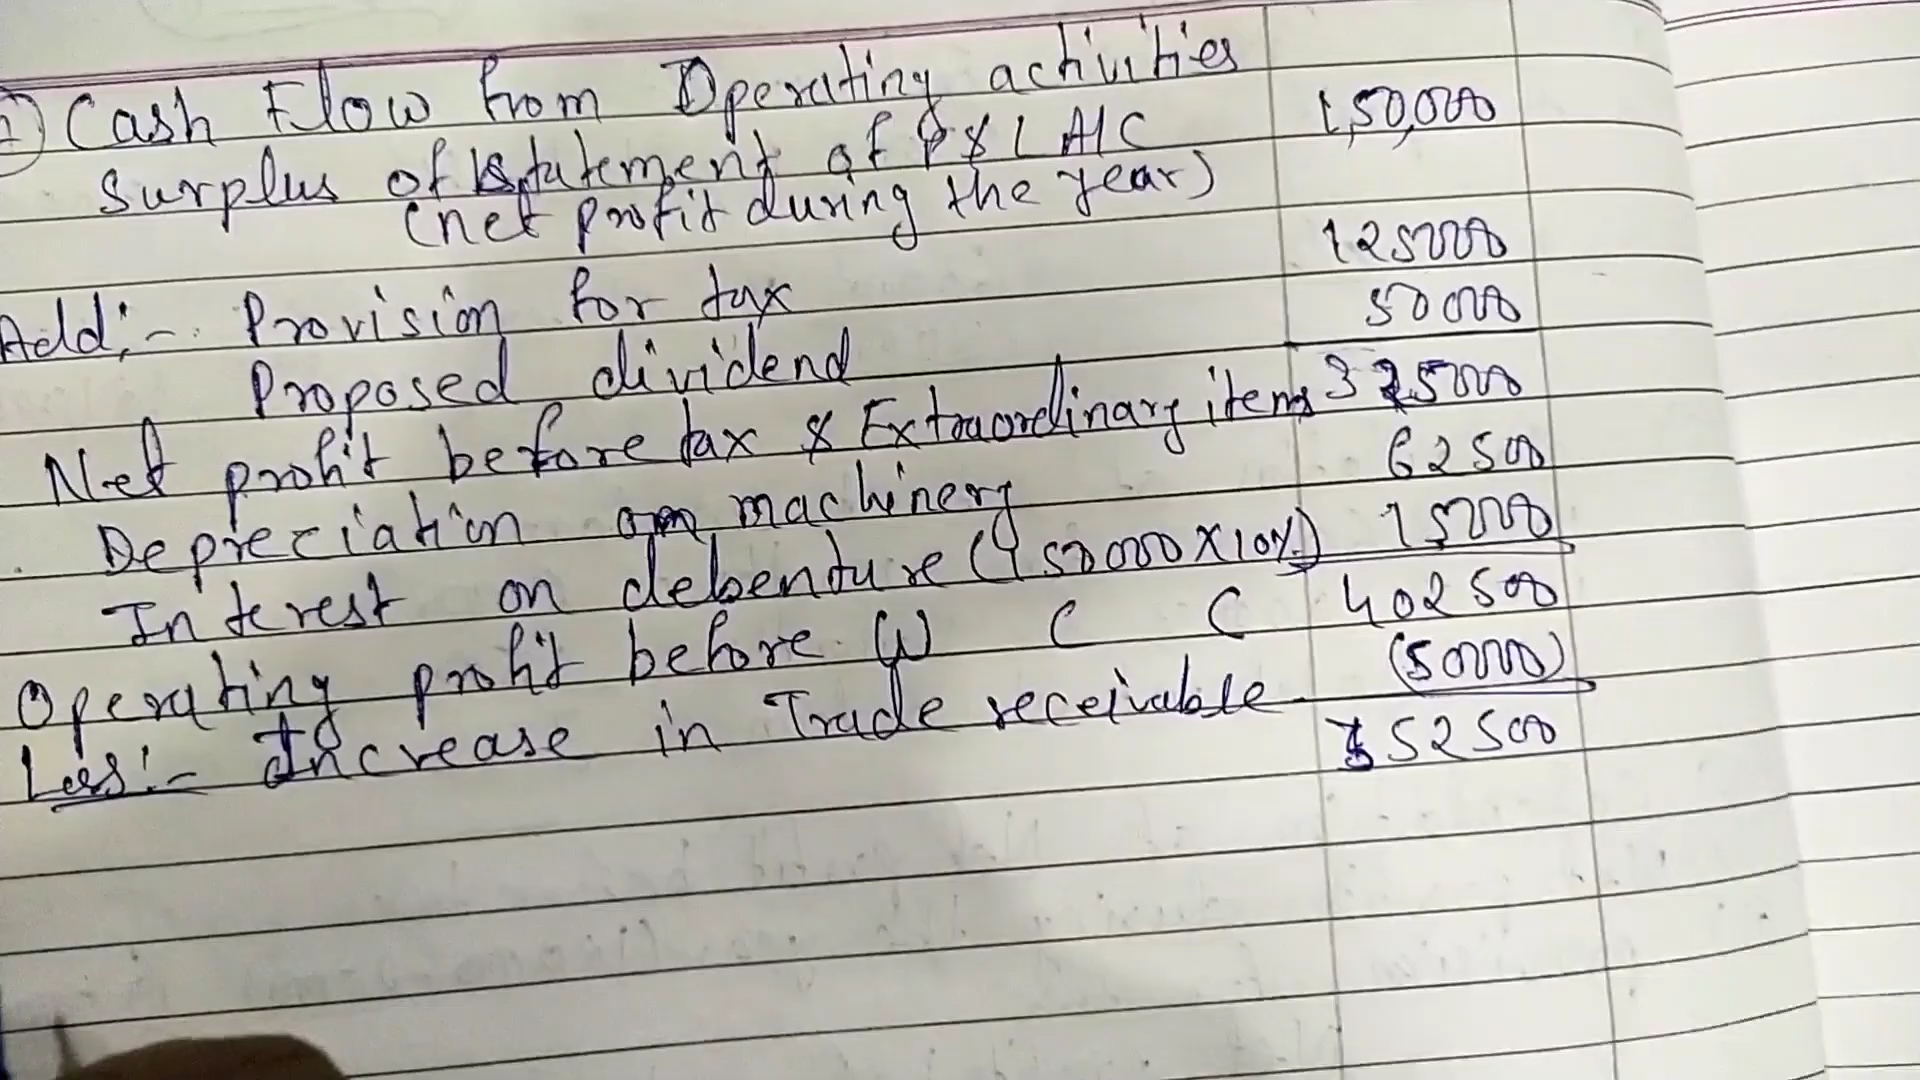 Cash Flow from Operating activities
Surplus of statement of P & L A/C 1,50,000
(net profit during the year)
Add:- Provision for tax 125000
Proposed dividend 50000
Net profit before tax & Extraordinary items 325000
Depreciation on machinery 62500
Interest on debenture (150000 X 10%) 15000
Operating profit before W C C 402500
Less:- Increase in Trade receivable (50000)
352500